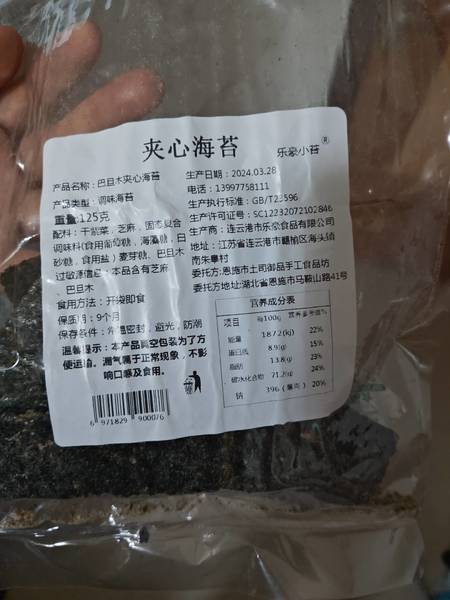 夹心海苔
乐豪小苔®
产品名称：巴旦木夹心海苔
产品类型：调味海苔
重量:125克
配料：干紫菜，芝麻，固态复合
调味料(食用葡萄糖，海藻糖，白
砂糖，食用盐）麦芽糖、巴旦木
过敏源信息：本品含有芝麻
、巴旦木
食用方法：开袋即食
保质期：9个月
保存条件：常温密封，避光，防潮
温馨提示：本产品真空包装为了方
便运输。漏气属于正常现象，不影
响口感及食用。
6 971829 900076
生产日期：2024.03.28
电话：13997758111
生产执行标准：GB/T23596
生产许可证号：SC12232072102846
生产商：连云港市乐豪食品有限公司
地址：江苏省连云港市赣榆区海头镇
南朱皋村
委托方:恩施市土司御品手工食品坊
委托方地址:湖北省恩施市马鞍山路41号
营养成分表
项目 每100g 营养参考值%
能量 1872(kj) 22%
蛋白质 8.9(g) 15%
脂肪 13.8(g) 23%
碳水化合物 71.2(g) 24%
钠 396 (毫克) 20%